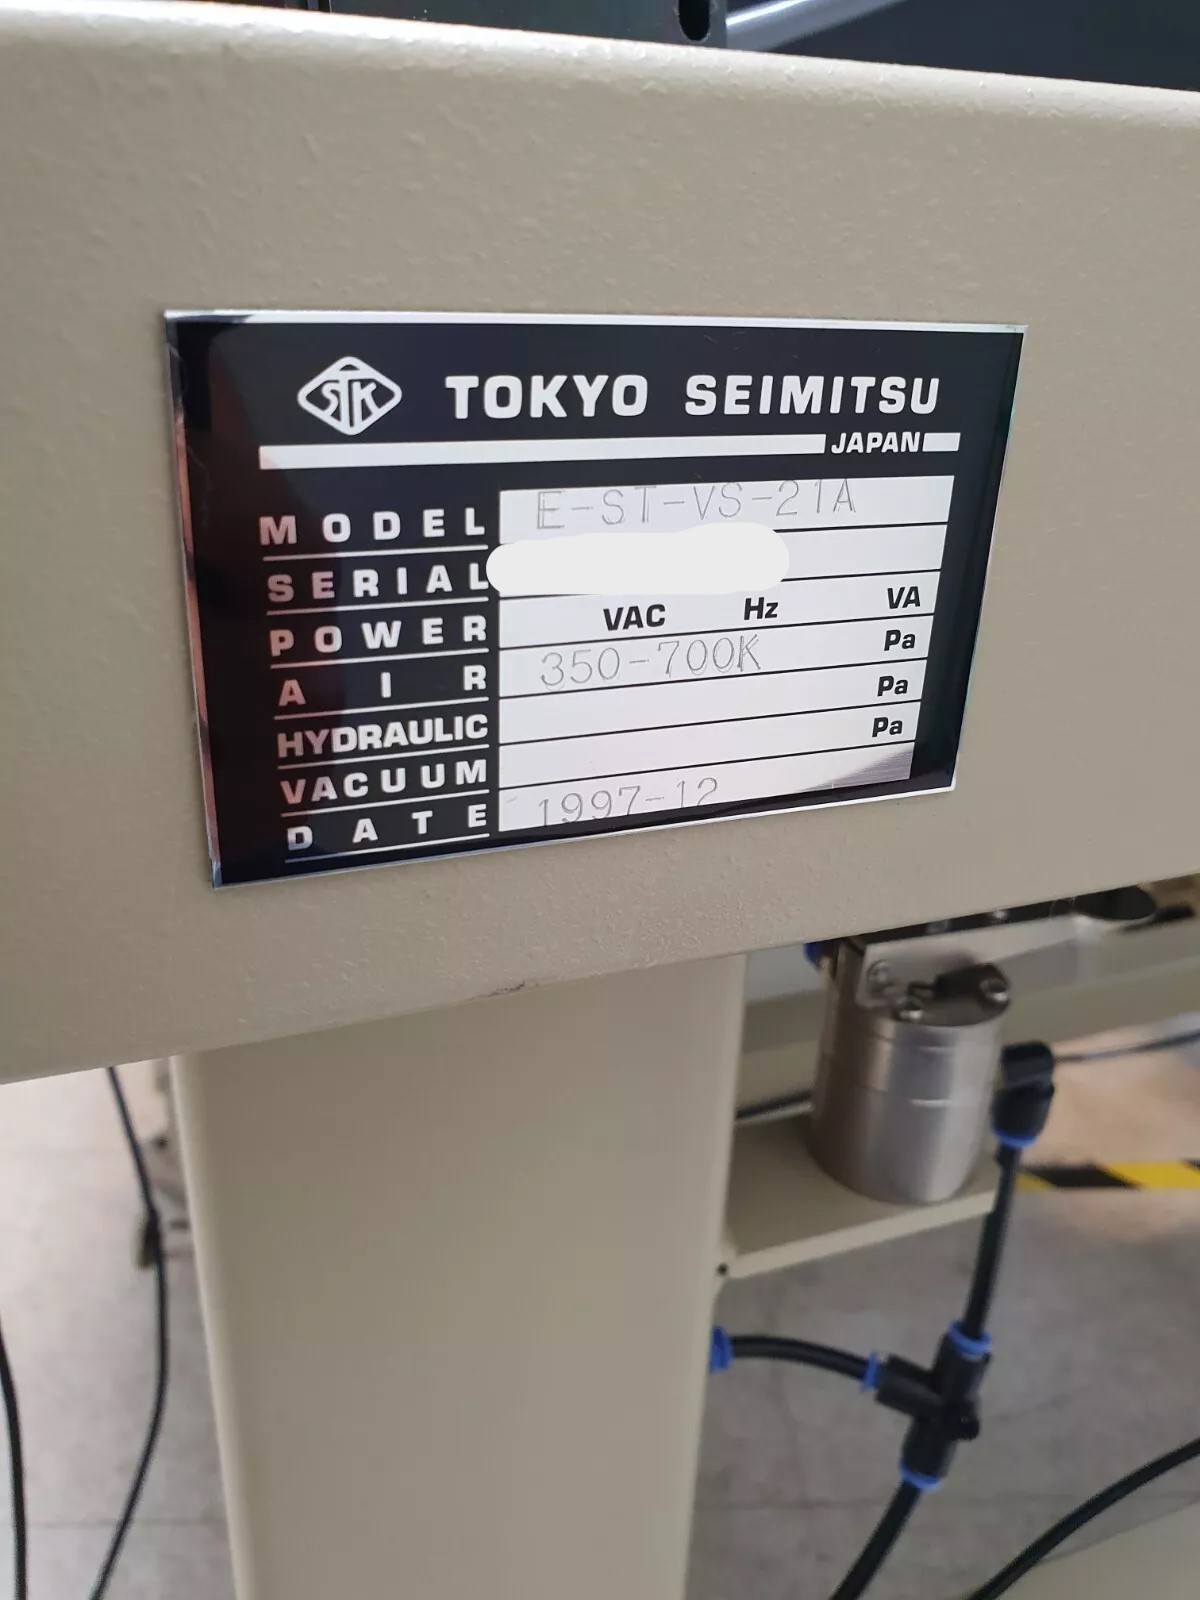 STK TOKYO SEIMITSU
JAPAN
MODEL E-ST-VS-21A
SERIAL
POWER VAC Hz VA
AIR 350-700K Pa
HYDRAULIC Pa
VACUUM Pa
DATE 1997-12